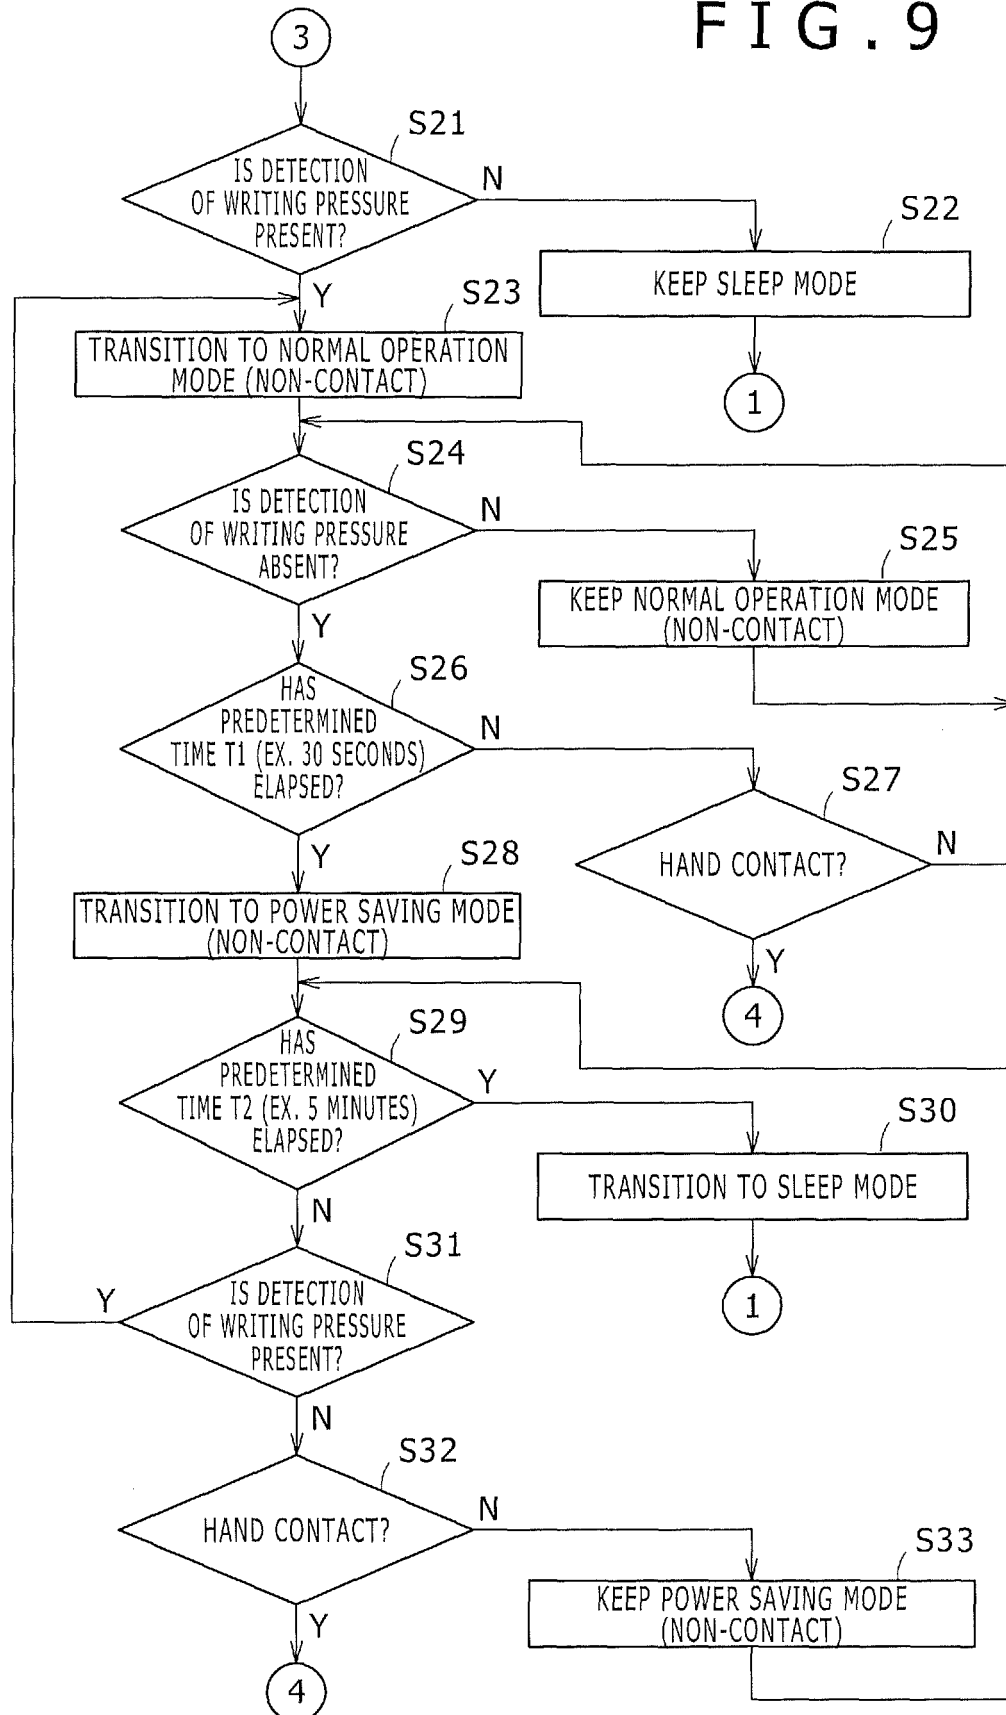 FIG.9
3
S21
IS DETECTION
OF WRITING PRESSURE
PRESENT?
N
Y
S22
KEEP SLEEP MODE
1
S23
TRANSITION TO NORMAL OPERATION
MODE (NON-CONTACT)
S24
IS DETECTION
OF WRITING PRESSURE
ABSENT?
N
Y
S25
KEEP NORMAL OPERATION MODE
(NON-CONTACT)
S26
HAS
PREDETERMINED
TIME T1 (EX. 30 SECONDS)
ELAPSED?
N
Y
S27
HAND CONTACT?
N
Y
4
S28
TRANSITION TO POWER SAVING MODE
(NON-CONTACT)
S29
HAS
PREDETERMINED
TIME T2 (EX. 5 MINUTES)
ELAPSED?
Y
N
S30
TRANSITION TO SLEEP MODE
1
S31
IS DETECTION
OF WRITING PRESSURE
PRESENT?
Y
N
S32
HAND CONTACT?
N
Y
4
S33
KEEP POWER SAVING MODE
(NON-CONTACT)